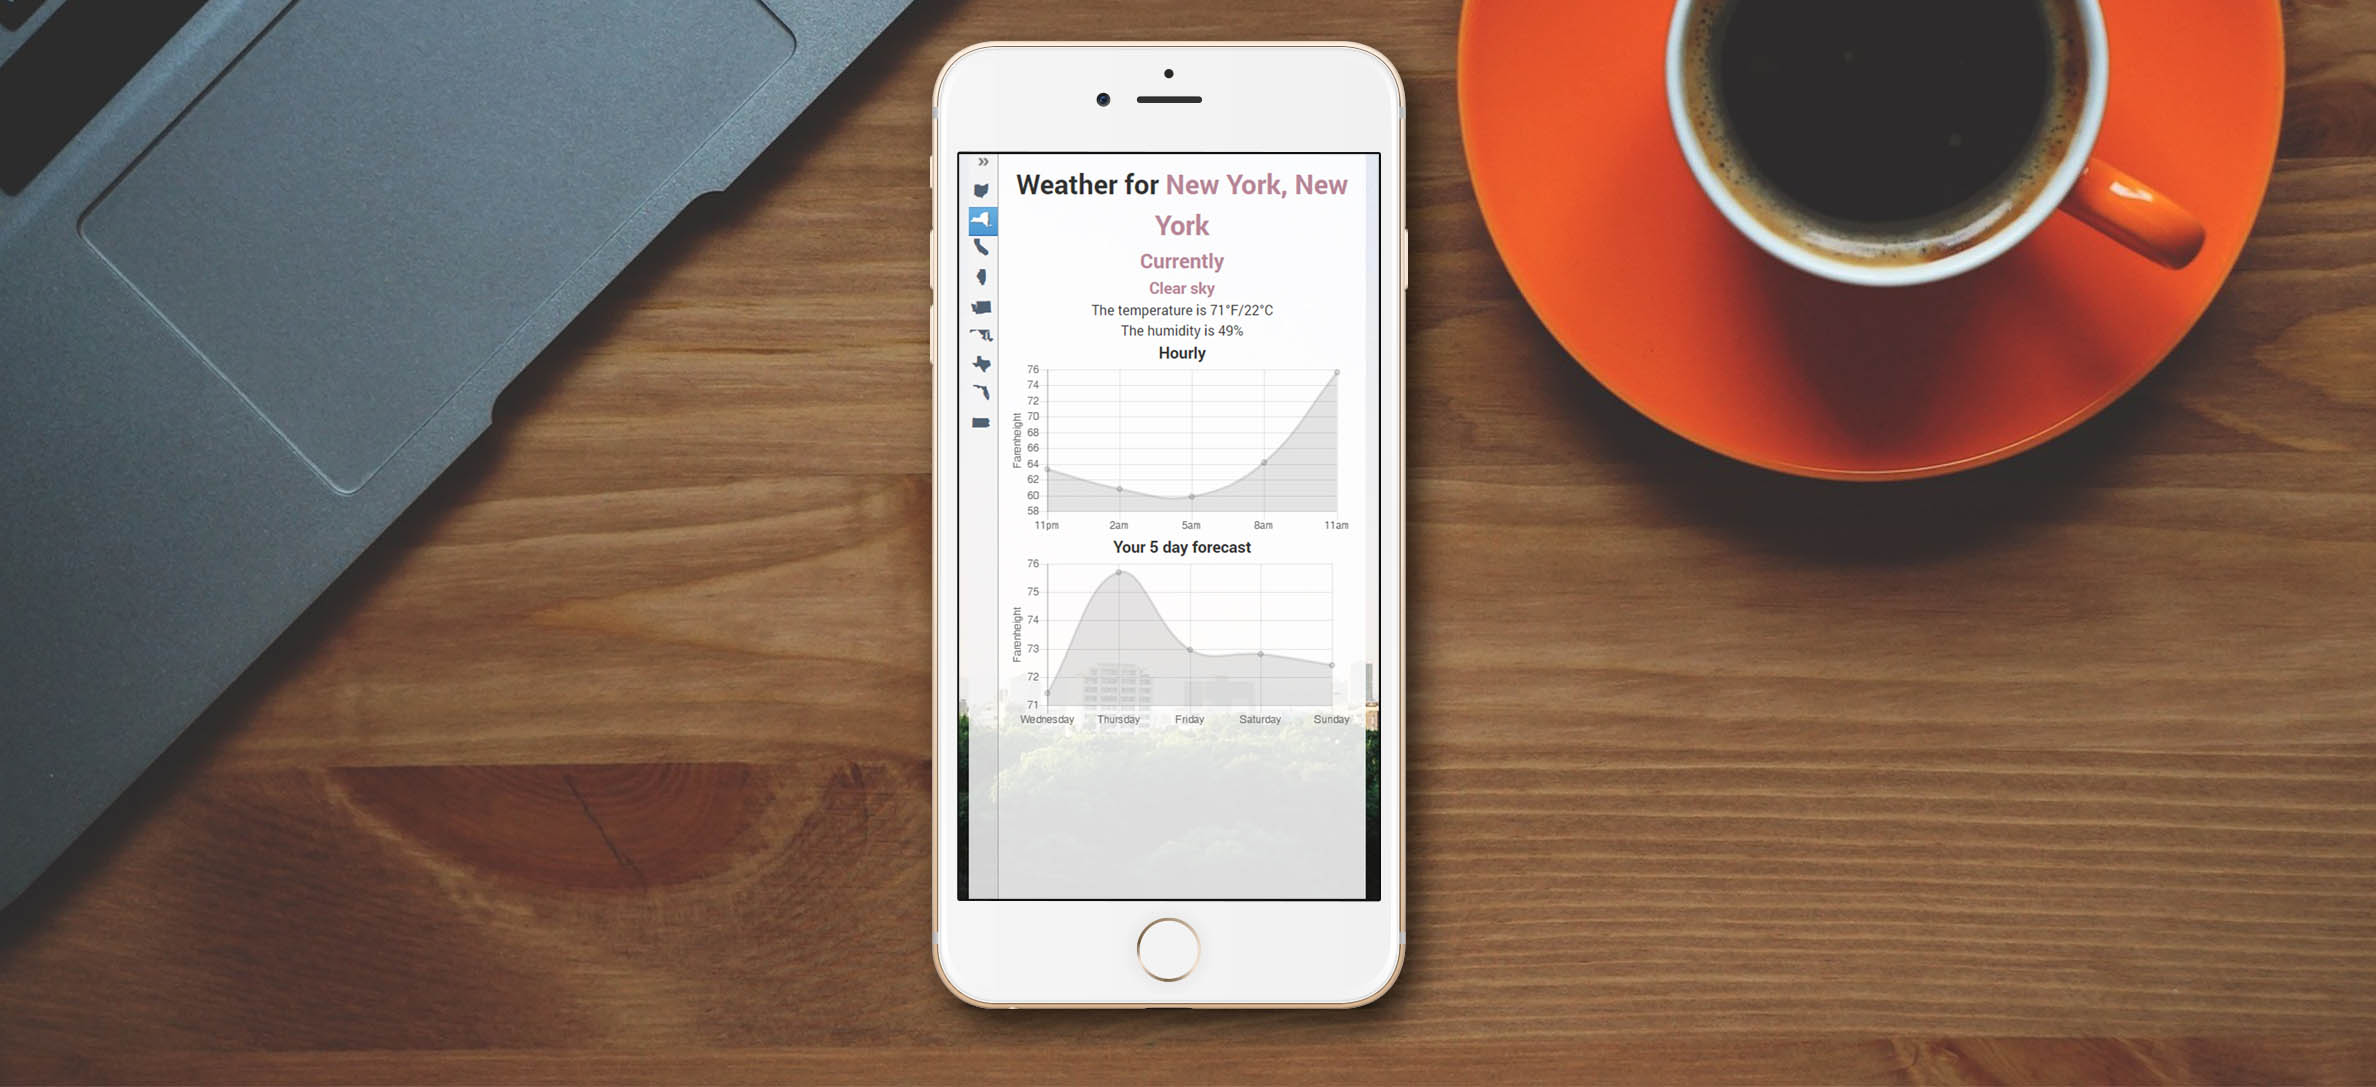 »
Weather for New York, New
York
Currently
Clear sky
The temperature is 71°F/22°C
The humidity is 49%
Hourly
76
74
72
70
68
66
64
62
60
58
Farenheight
11pm 2am 5am 8am 11am
Your 5 day forecast
76
75
74
73
72
71
Farenheight
Wednesday Thursday Friday Saturday Sunday